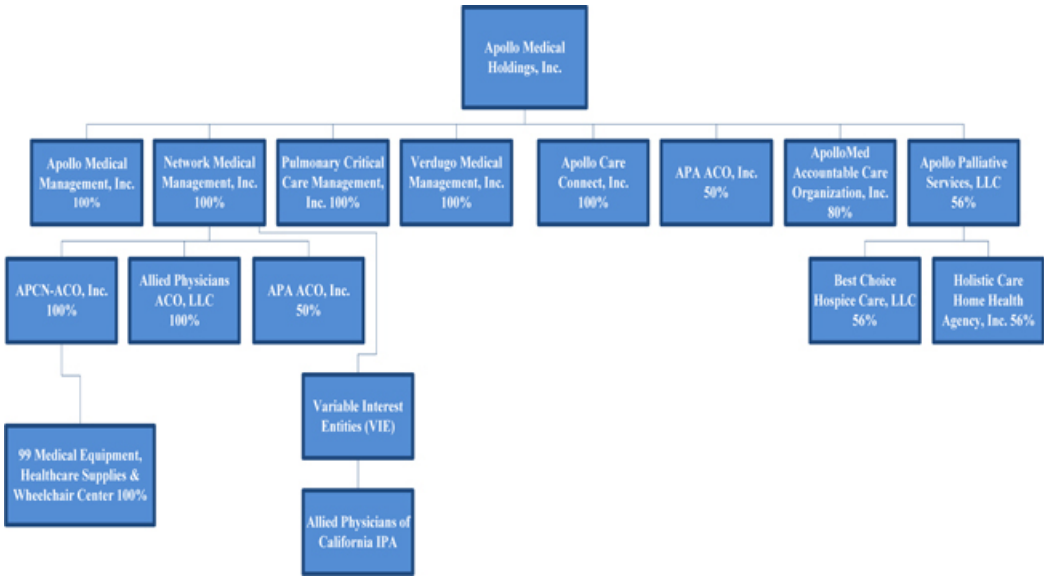 Apollo Medical
Holdings, Inc.
Apollo Medical
Management, Inc.
100%
Network Medical
Management, Inc.
100%
Pulmonary Critical
Care Management,
Inc. 100%
Verdugo Medical
Management, Inc.
100%
Apollo Care
Connect, Inc.
100%
APA ACO, Inc.
50%
ApolloMed
Accountable Care
Organization, Inc.
80%
Apollo Palliative
Services, LLC
56%
APCN-ACO, Inc.
100%
Allied Physicians
ACO, LLC
100%
APA ACO, Inc.
50%
Best Choice
Hospice Care, LLC
56%
Holistic Care
Home Health
Agency, Inc. 56%
Variable Interest
Entities (VIE)
99 Medical Equipment,
Healthcare Supplies &
Wheelchair Center 100%
Allied Physicians of
California IPA